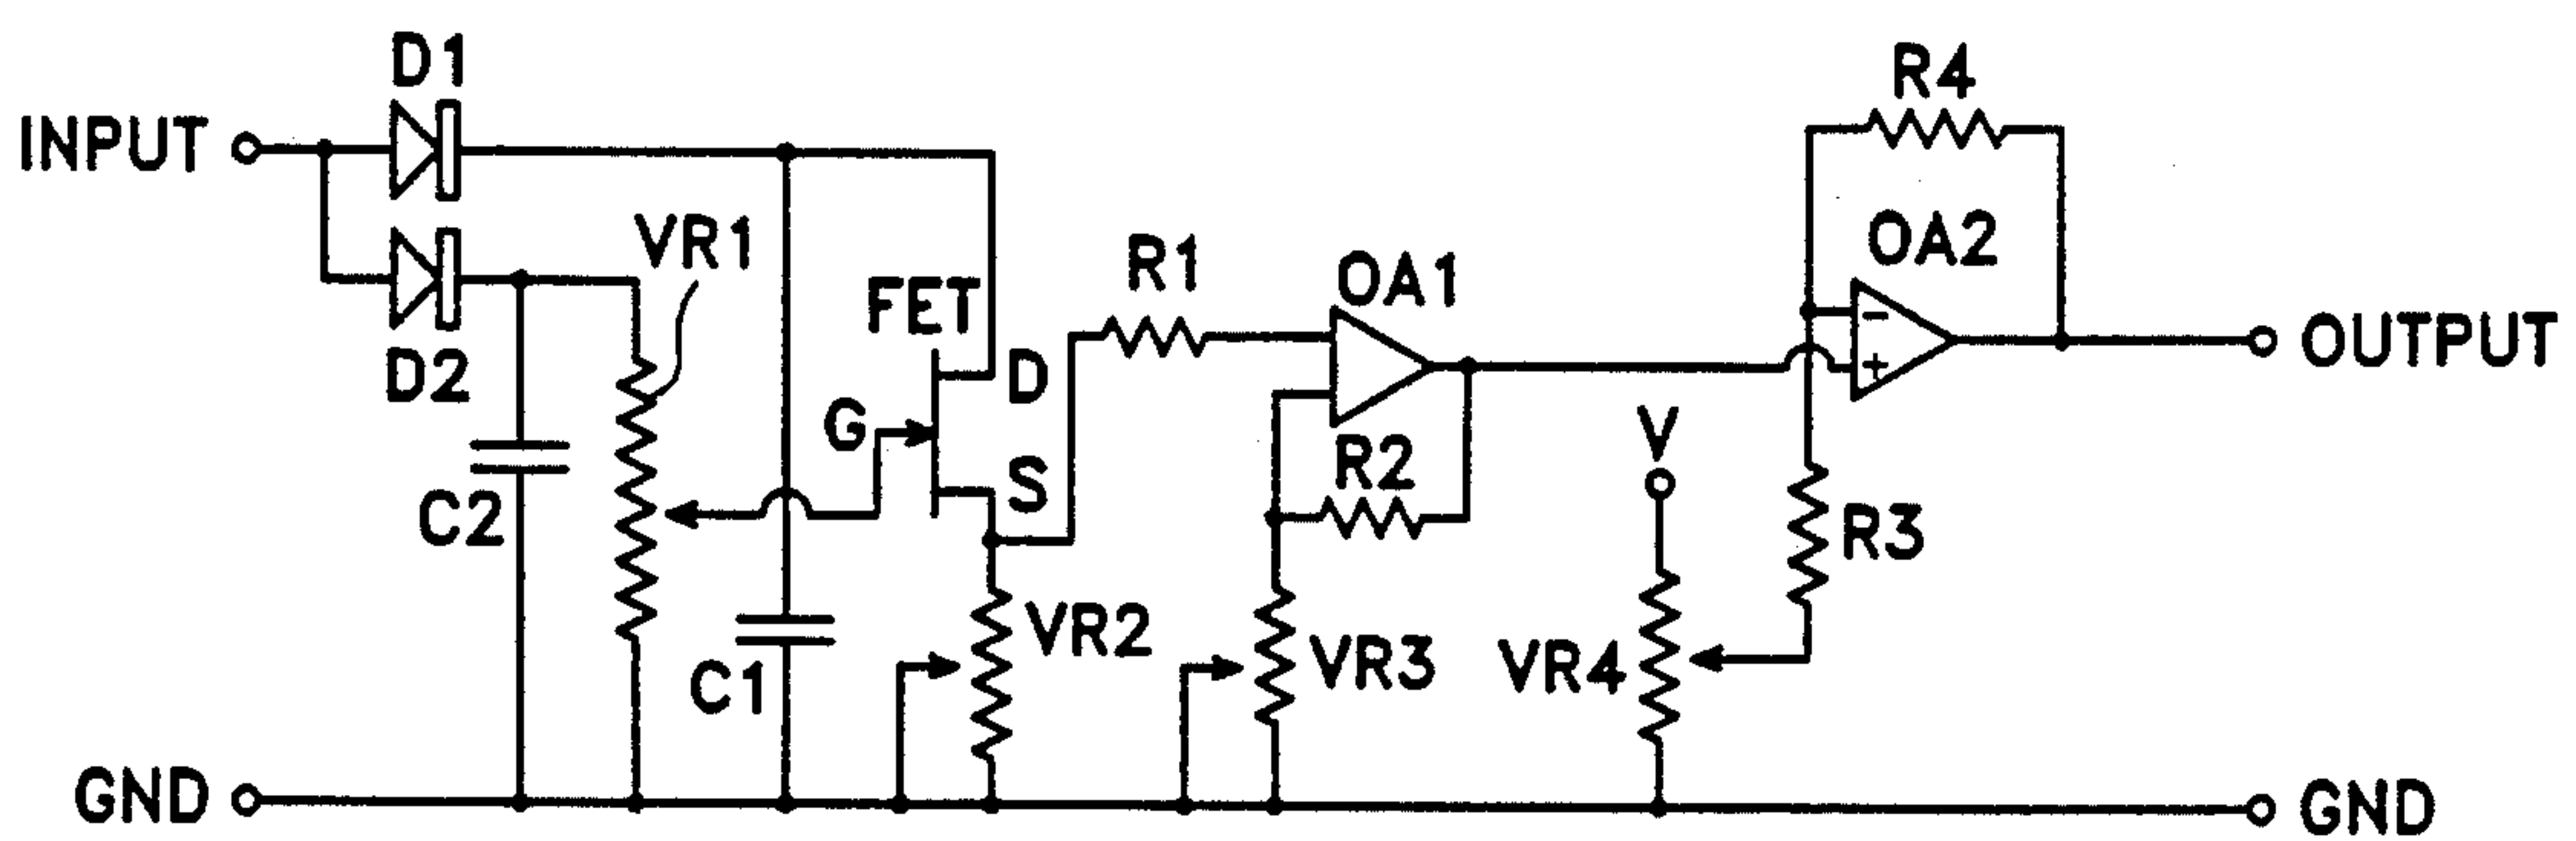 D1
R4
INPUT
VR1
OA2
R1
OA1
FET
−
OUTPUT
D2
D
+
G
V
S
R2
C2
R3
VR2
VR3
VR4
C1
GND
GND